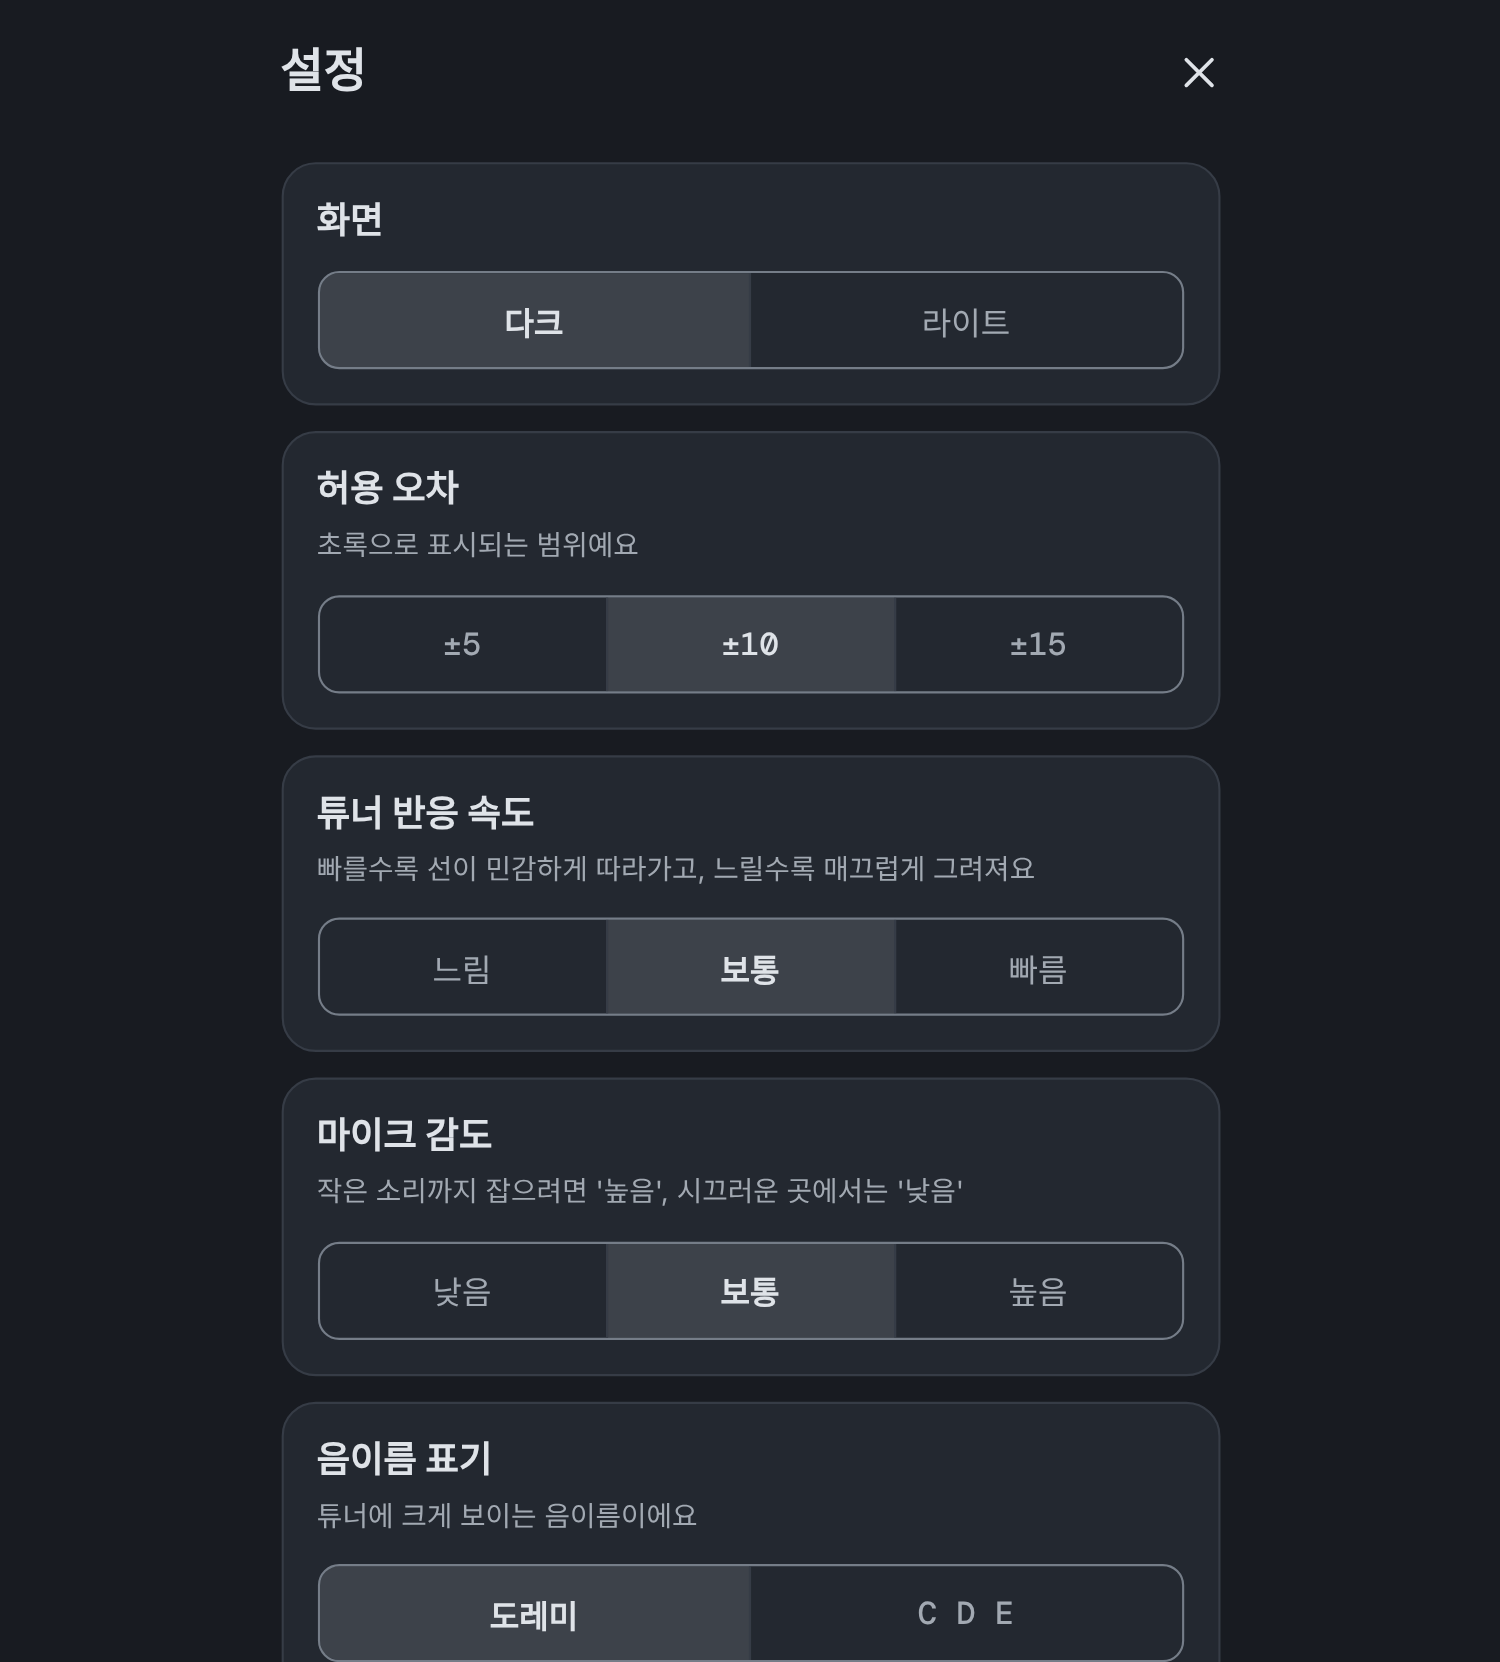 설정
화면
다크 라이트
허용 오차
초록으로 표시되는 범위예요
±5 ±10 ±15
튜너 반응 속도
빠를수록 선이 민감하게 따라가고, 느릴수록 매끄럽게 그려져요
느림 보통 빠름
마이크 감도
작은 소리까지 잡으려면 '높음', 시끄러운 곳에서는 '낮음'
낮음 보통 높음
음이름 표기
튜너에 크게 보이는 음이름이에요
도레미 C D E